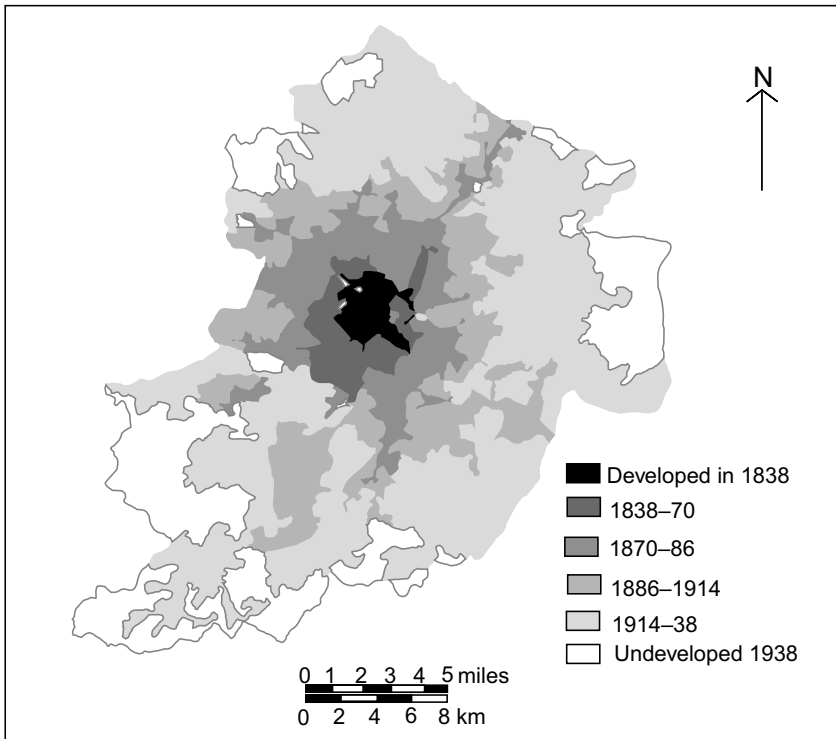 N
Developed in 1838
1838–70
1870–86
1886–1914
1914–38
Undeveloped 1938
0 1 2 3 4 5 miles
0 2 4 6 8 km